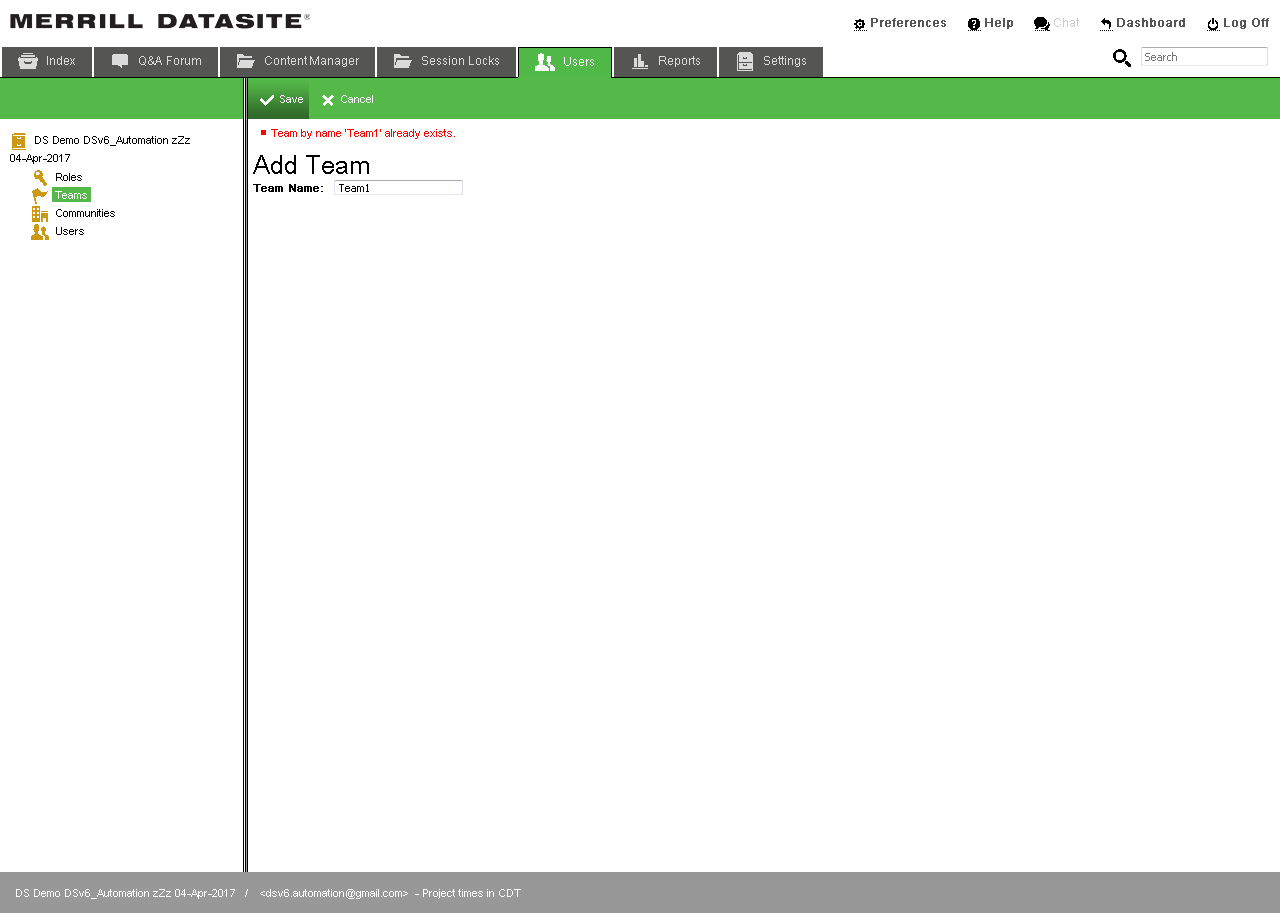 MERRILL DATASITE®
Preferences
Help
Chat
Dashboard
Log Off
Index
Q&A Forum
Content Manager
Session Locks
Users
Reports
Settings
Search
Save
Cancel
DS Demo DSv6_Automation zZz
04-Apr-2017
Roles
Teams
Communities
Users
Team by name 'Team1' already exists.
Add Team
Team Name: Team1
DS Demo DSv6_Automation zZz 04-Apr-2017 / <dsv6.automation@gmail.com> - Project times in CDT